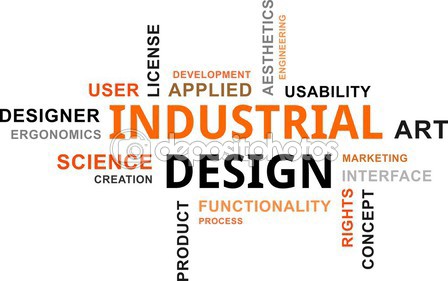 LICENSE
AESTHETICS
ENGINEERING
DEVELOPMENT
USER
APPLIED
USABILITY
DESIGNER
INDUSTRIAL
ART
ERGONOMICS
SCIENCE
DESIGN
MARKETING
CREATION
INTERFACE
PRODUCT
FUNCTIONALITY
RIGHTS
CONCEPT
PROCESS
depositphotos